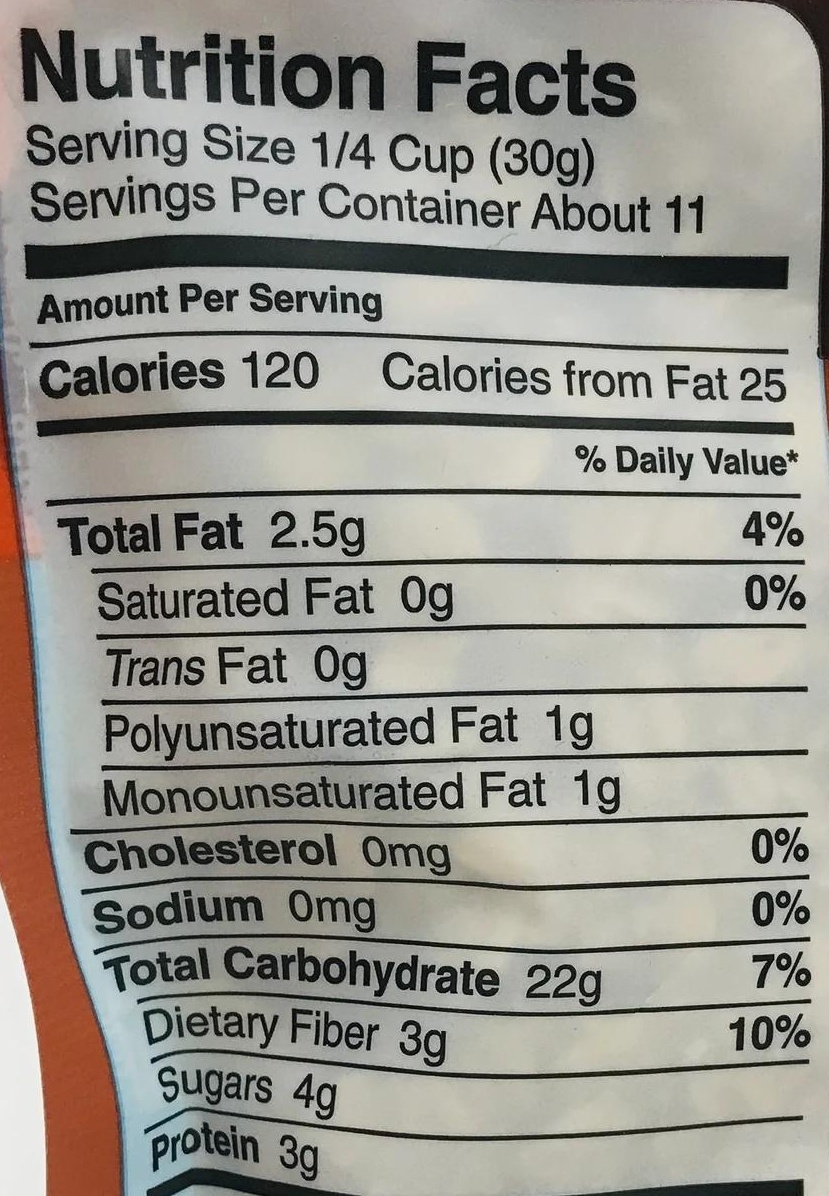 Nutrition Facts
Serving Size 1/4 Cup (30g)
Servings Per Container About 11
Amount Per Serving
Calories 120 Calories from Fat 25
% Daily Value*
Total Fat 2.5g 4%
Saturated Fat 0g 0%
Trans Fat 0g
Polyunsaturated Fat 1g
Monounsaturated Fat 1g
Cholesterol 0mg 0%
Sodium 0mg 0%
Total Carbohydrate 22g 7%
Dietary Fiber 3g 10%
Sugars 4g
Protein 3g